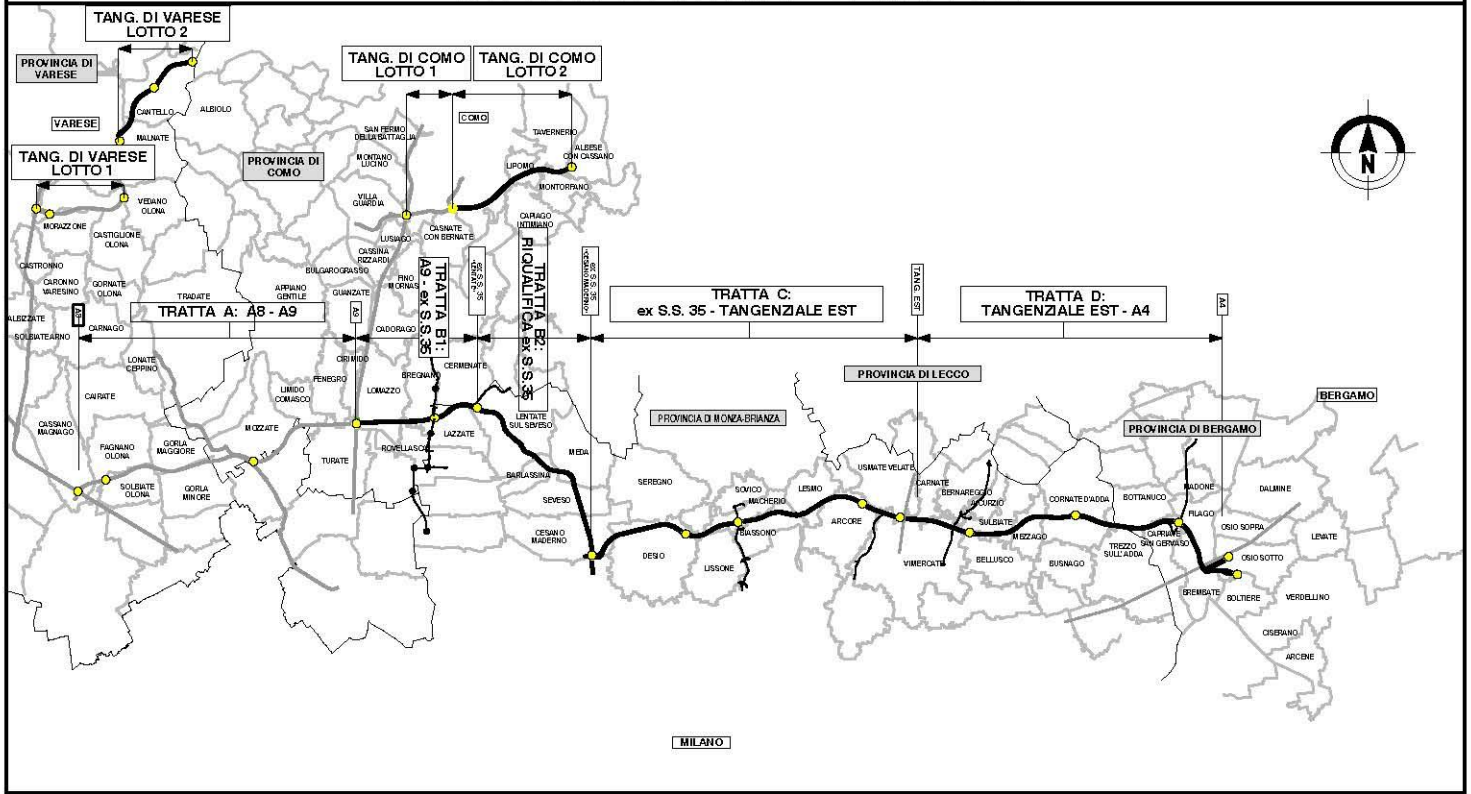 TANG. DI VARESE
LOTTO 2
PROVINCIA DI
VARESE
CANTELLO
ALBIOLO
VARESE
MALNATE
TANG. DI VARESE
LOTTO 1
PROVINCIA DI
COMO
TANG. DI COMO
LOTTO 1
TANG. DI COMO
LOTTO 2
COMO
SAN FERMO
DELLA BATTAGLIA
MONTANO
LUCINO
TAVERNERIO
ALBESE
CON CASSANO
LIPOMO
MONTORFANO
VILLA
GUARDIA
VEDANO
OLONA
MORAZZONE
CASTIGLIONE
OLONA
LUISAGO
CASNATE
CON BERNATE
CAPIAGO
INTIMIANO
CASSINA
RIZZARDI
BULGAROGRASSO
CASTRONNO
CARONNO
VARESINO
GORNATE
OLONA
TRADATE
APPIANO
GENTILE
GUANZATE
FINO
MORNAS
TRATTA B1:
A9 - ex S.S.35
ex S.S. 35
-LENTATE-
TRATTA B2:
RIQUALIFICA ex S.S.35
ex S.S. 35
-CESANO MADERNO-
TRATTA C:
ex S.S. 35 - TANGENZIALE EST
TANG. EST
TRATTA D:
TANGENZIALE EST - A4
A4
TRATTA A: A8 - A9
A9
ALBIZZATE
CARNAGO
SOLBIATE ARNO
CADORAGO
CIRIMIDO
LONATE
CEPPINO
FENEGRO
LIMIDO
COMASCO
LOMAZZO
BREGNANO
CERMENATE
CAIRATE
CASSANO
MAGNAGO
FAGNANO
OLONA
GORLA
MAGGIORE
MOZZATE
TURATE
ROVELLASCA
LAZZATE
LENTATE
SUL SEVESO
SOLBIATE
OLONA
GORLA
MINORE
BARLASSINA
MEDA
SEVESO
CESANO
MADERNO
PROVINCIA DI MONZA-BRIANZA
PROVINCIA DI LECCO
BERGAMO
PROVINCIA DI BERGAMO
SEREGNO
SOVICO
MACHERIO
LESMO
USMATE VELATE
CARNATE
BERNAREGGIO
AICURZIO
CORNATE D'ADDA
BOTTANUCO
MADONE
DALMINE
FILAGO
OSIO SOPRA
LEVATE
DESIO
LISSONE
BIASSONO
ARCORE
VIMERCATE
SULBIATE
MEZZAGO
BELLUSCO
BUSNAGO
TREZZO
SULL'ADDA
CAPRIATE
SAN GERVASO
OSIO SOTTO
BREMBATE
BOLTIERE
VERDELLINO
CISERANO
ARCENE
MILANO
N